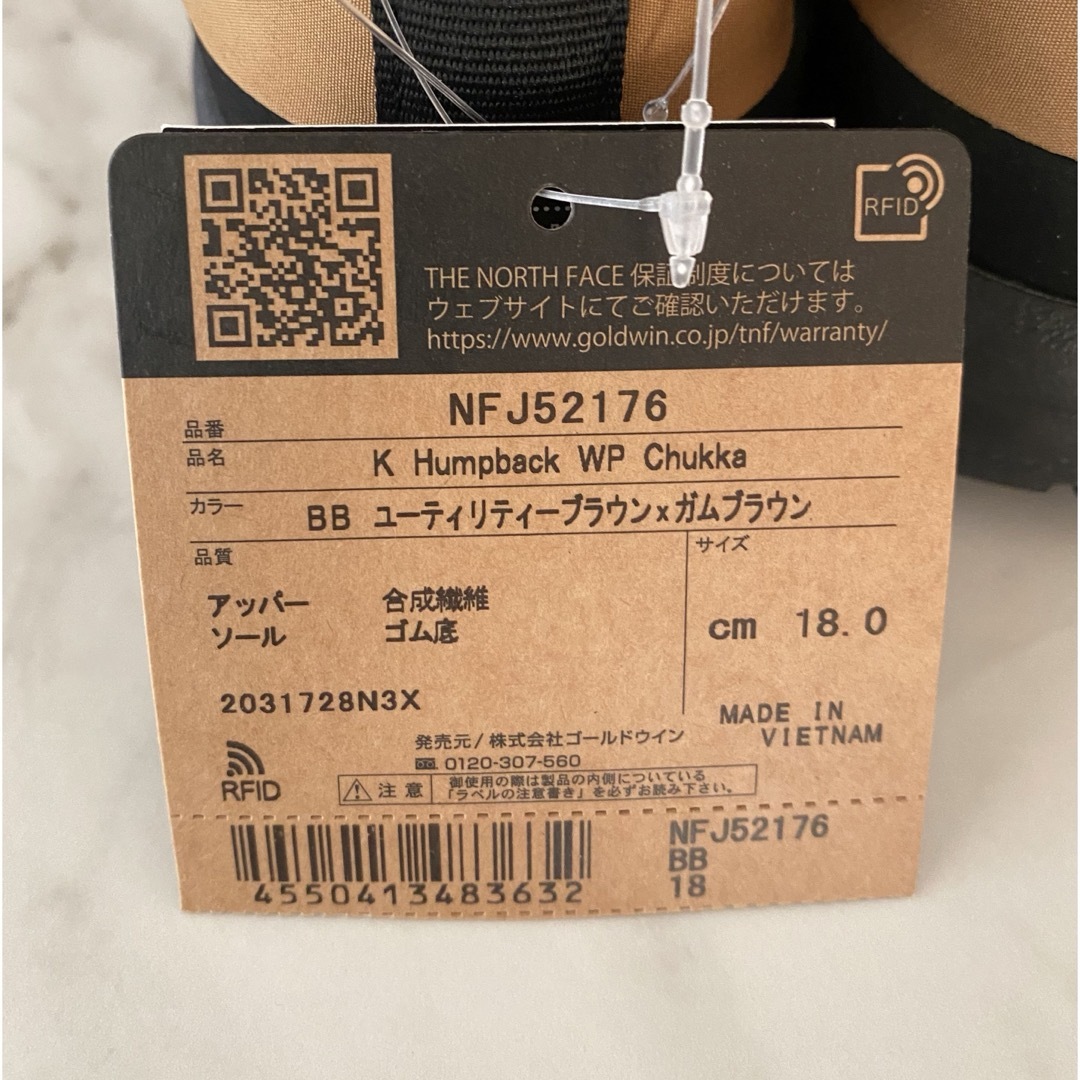 RFID
THE NORTH FACE 保証制度については
ウェブサイトにてご確認いただけます。
https://www.goldwin.co.jp/tnf/warranty/
品番 NFJ52176
品名 K Humpback WP Chukka
カラー BB ユーティリティーブラウンxガムブラウン
品質
サイズ
アッパー 合成繊維
ソール ゴム底
cm 18.0
2031728N3X
MADE IN
VIETNAM
発売元/株式会社ゴールドウイン
0120-307-560
RFID
注意
御使用の際は製品の内側についている
「ラベルの注意書き」を必ずお読み下さい。
4550413483632
NFJ52176
BB
18